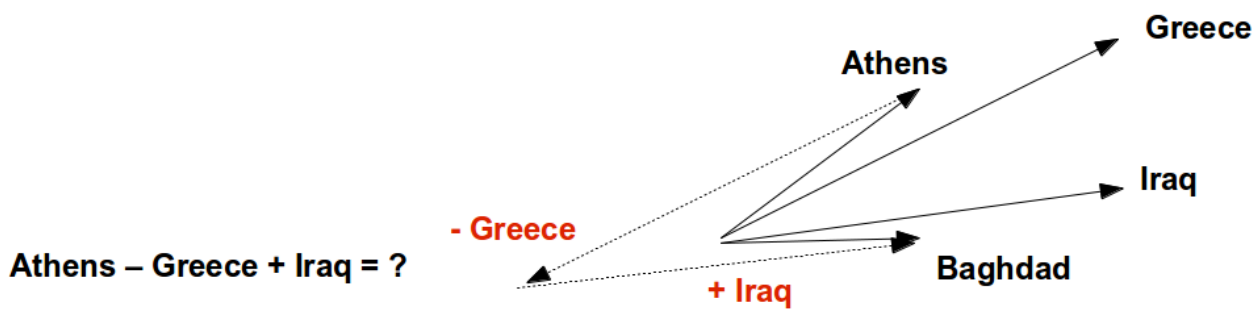 Greece
Athens
Iraq
- Greece
Athens – Greece + Iraq = ?
Baghdad
+ Iraq